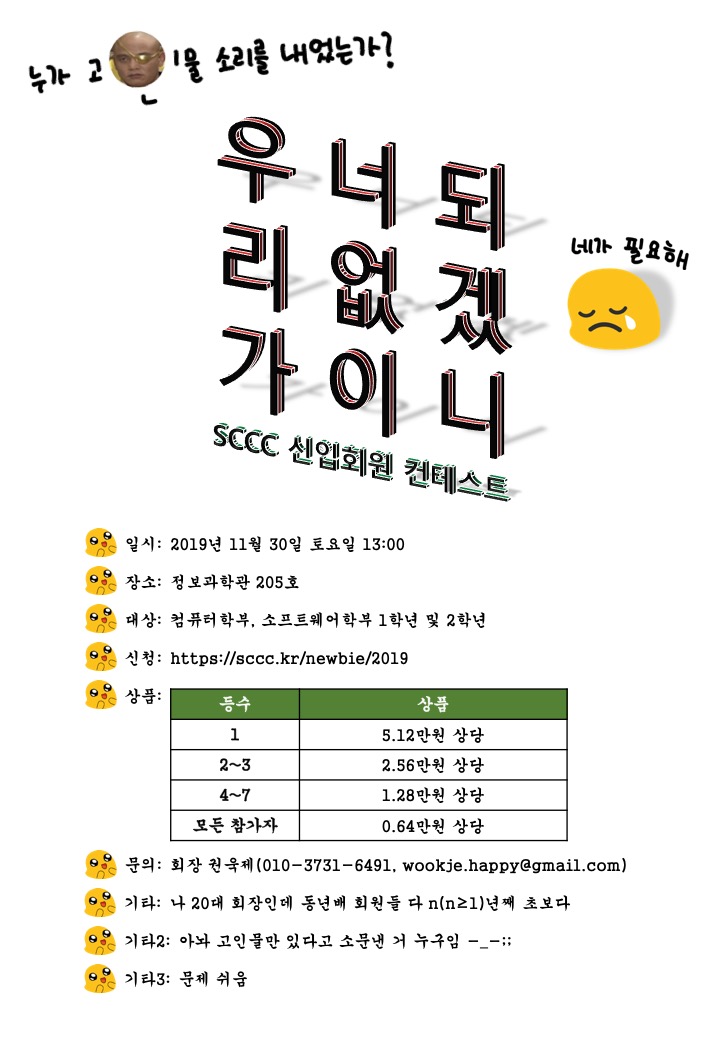 누가 고인물 소리를 내었는가?
우리가
너없이
되겠니
네가 필요해
SCCC 신입회원 컨테스트
일시: 2019년 11월 30일 토요일 13:00
장소: 정보과학관 205호
대상: 컴퓨터학부, 소프트웨어학부 1학년 및 2학년
신청: https://sccc.kr/newbie/2019
상품:
등수 상품
1 5.12만원 상당
2~3 2.56만원 상당
4~7 1.28만원 상당
모든 참가자 0.64만원 상당
문의: 회장 권욱제(010-3731-6491, wookje.happy@gmail.com)
기타: 나 20대 회장인데 동년배 회원들 다 n(n≥1)년째 초보다
기타2: 아놔 고인물만 있다고 소문낸 거 누구임 -_-;;
기타3: 문제 쉬움